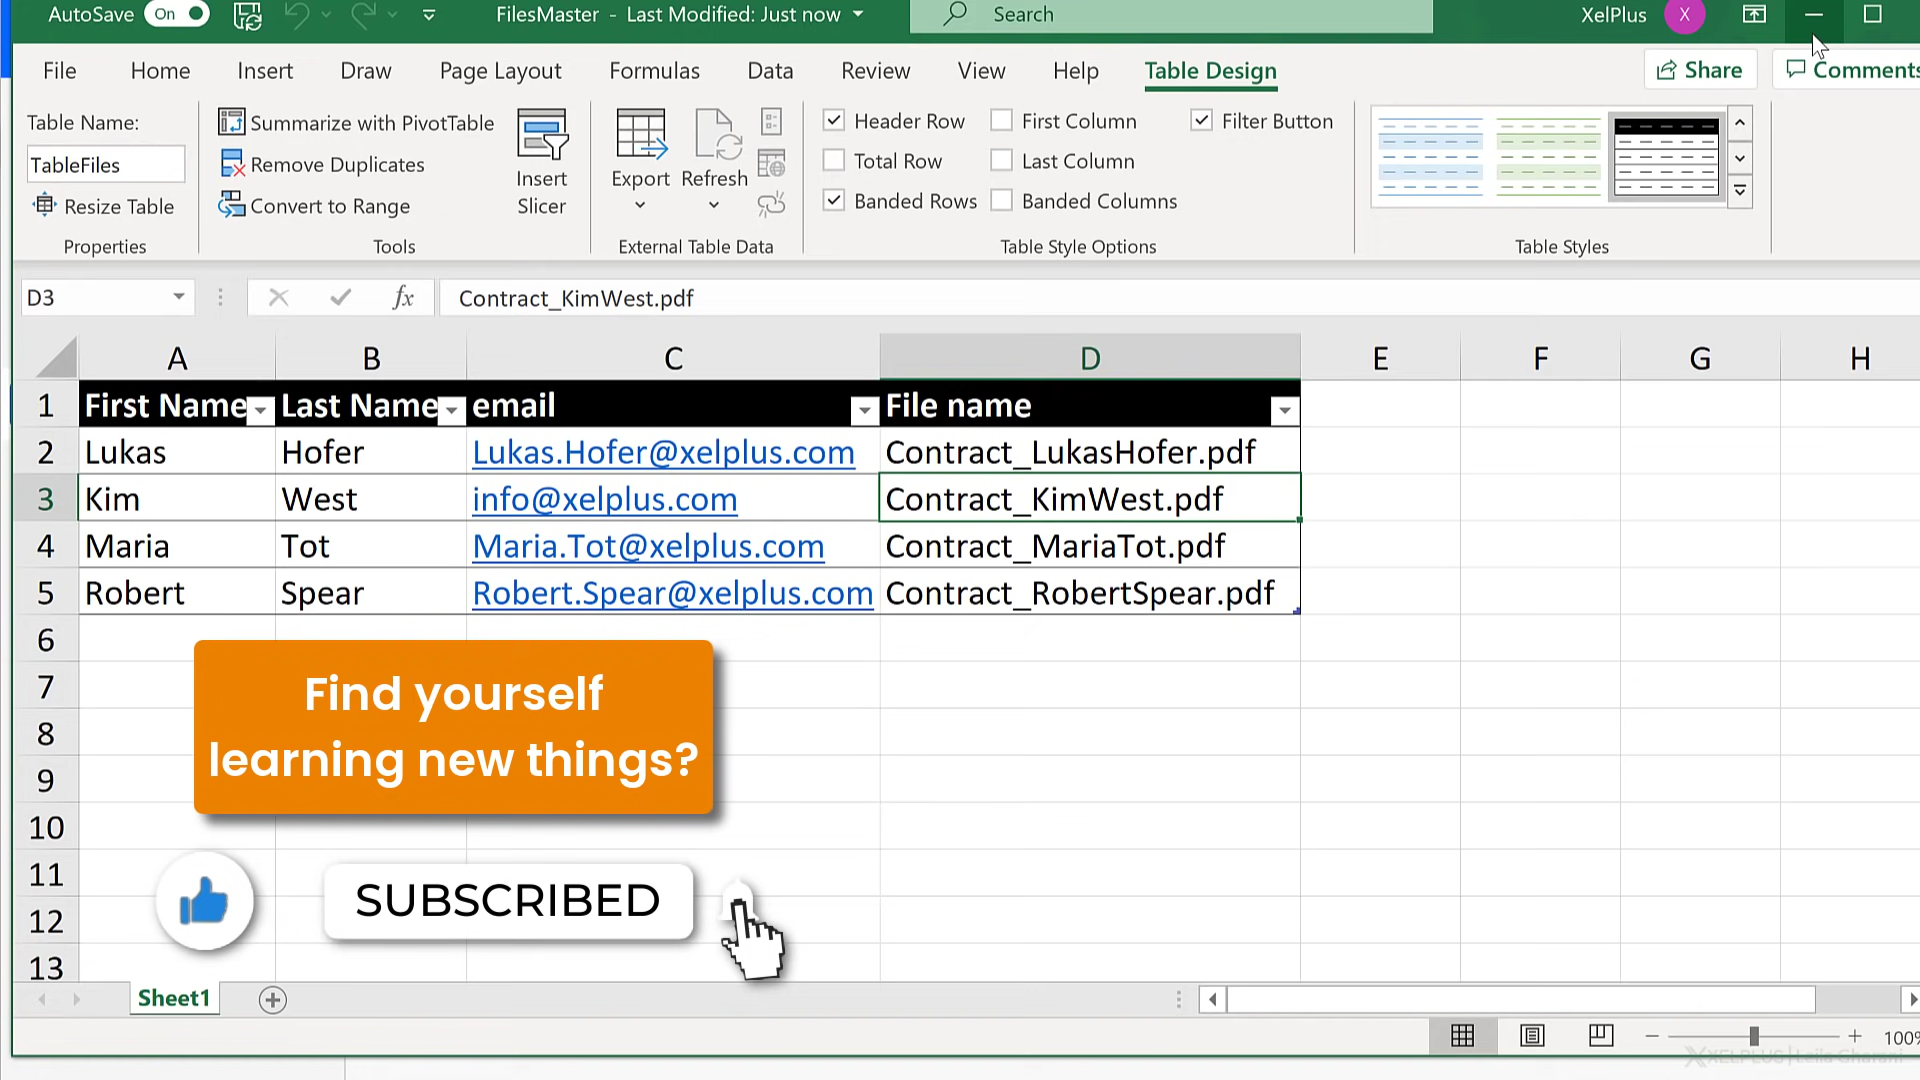 AutoSave On FilesMaster - Last Modified: Just now Search XelPlus X
File Home Insert Draw Page Layout Formulas Data Review View Help Table Design Share Comments
Table Name:
TableFiles
Resize Table
Properties
Summarize with PivotTable
Remove Duplicates
Convert to Range
Tools
Insert
Slicer
Export
Refresh
External Table Data
Header Row First Column Filter Button
Total Row Last Column
Banded Rows Banded Columns
Table Style Options
Table Styles
D3 fx Contract_KimWest.pdf
A B C D E F G H
1 First Name Last Name email File name
2 Lukas Hofer Lukas.Hofer@xelplus.com Contract_LukasHofer.pdf
3 Kim West info@xelplus.com Contract_KimWest.pdf
4 Maria Tot Maria.Tot@xelplus.com Contract_MariaTot.pdf
5 Robert Spear Robert.Spear@xelplus.com Contract_RobertSpear.pdf
6
7
8
9
10
11
12
13
Find yourself
learning new things?
SUBSCRIBED
Sheet1
100%
XELPLUS | Leila Gharani